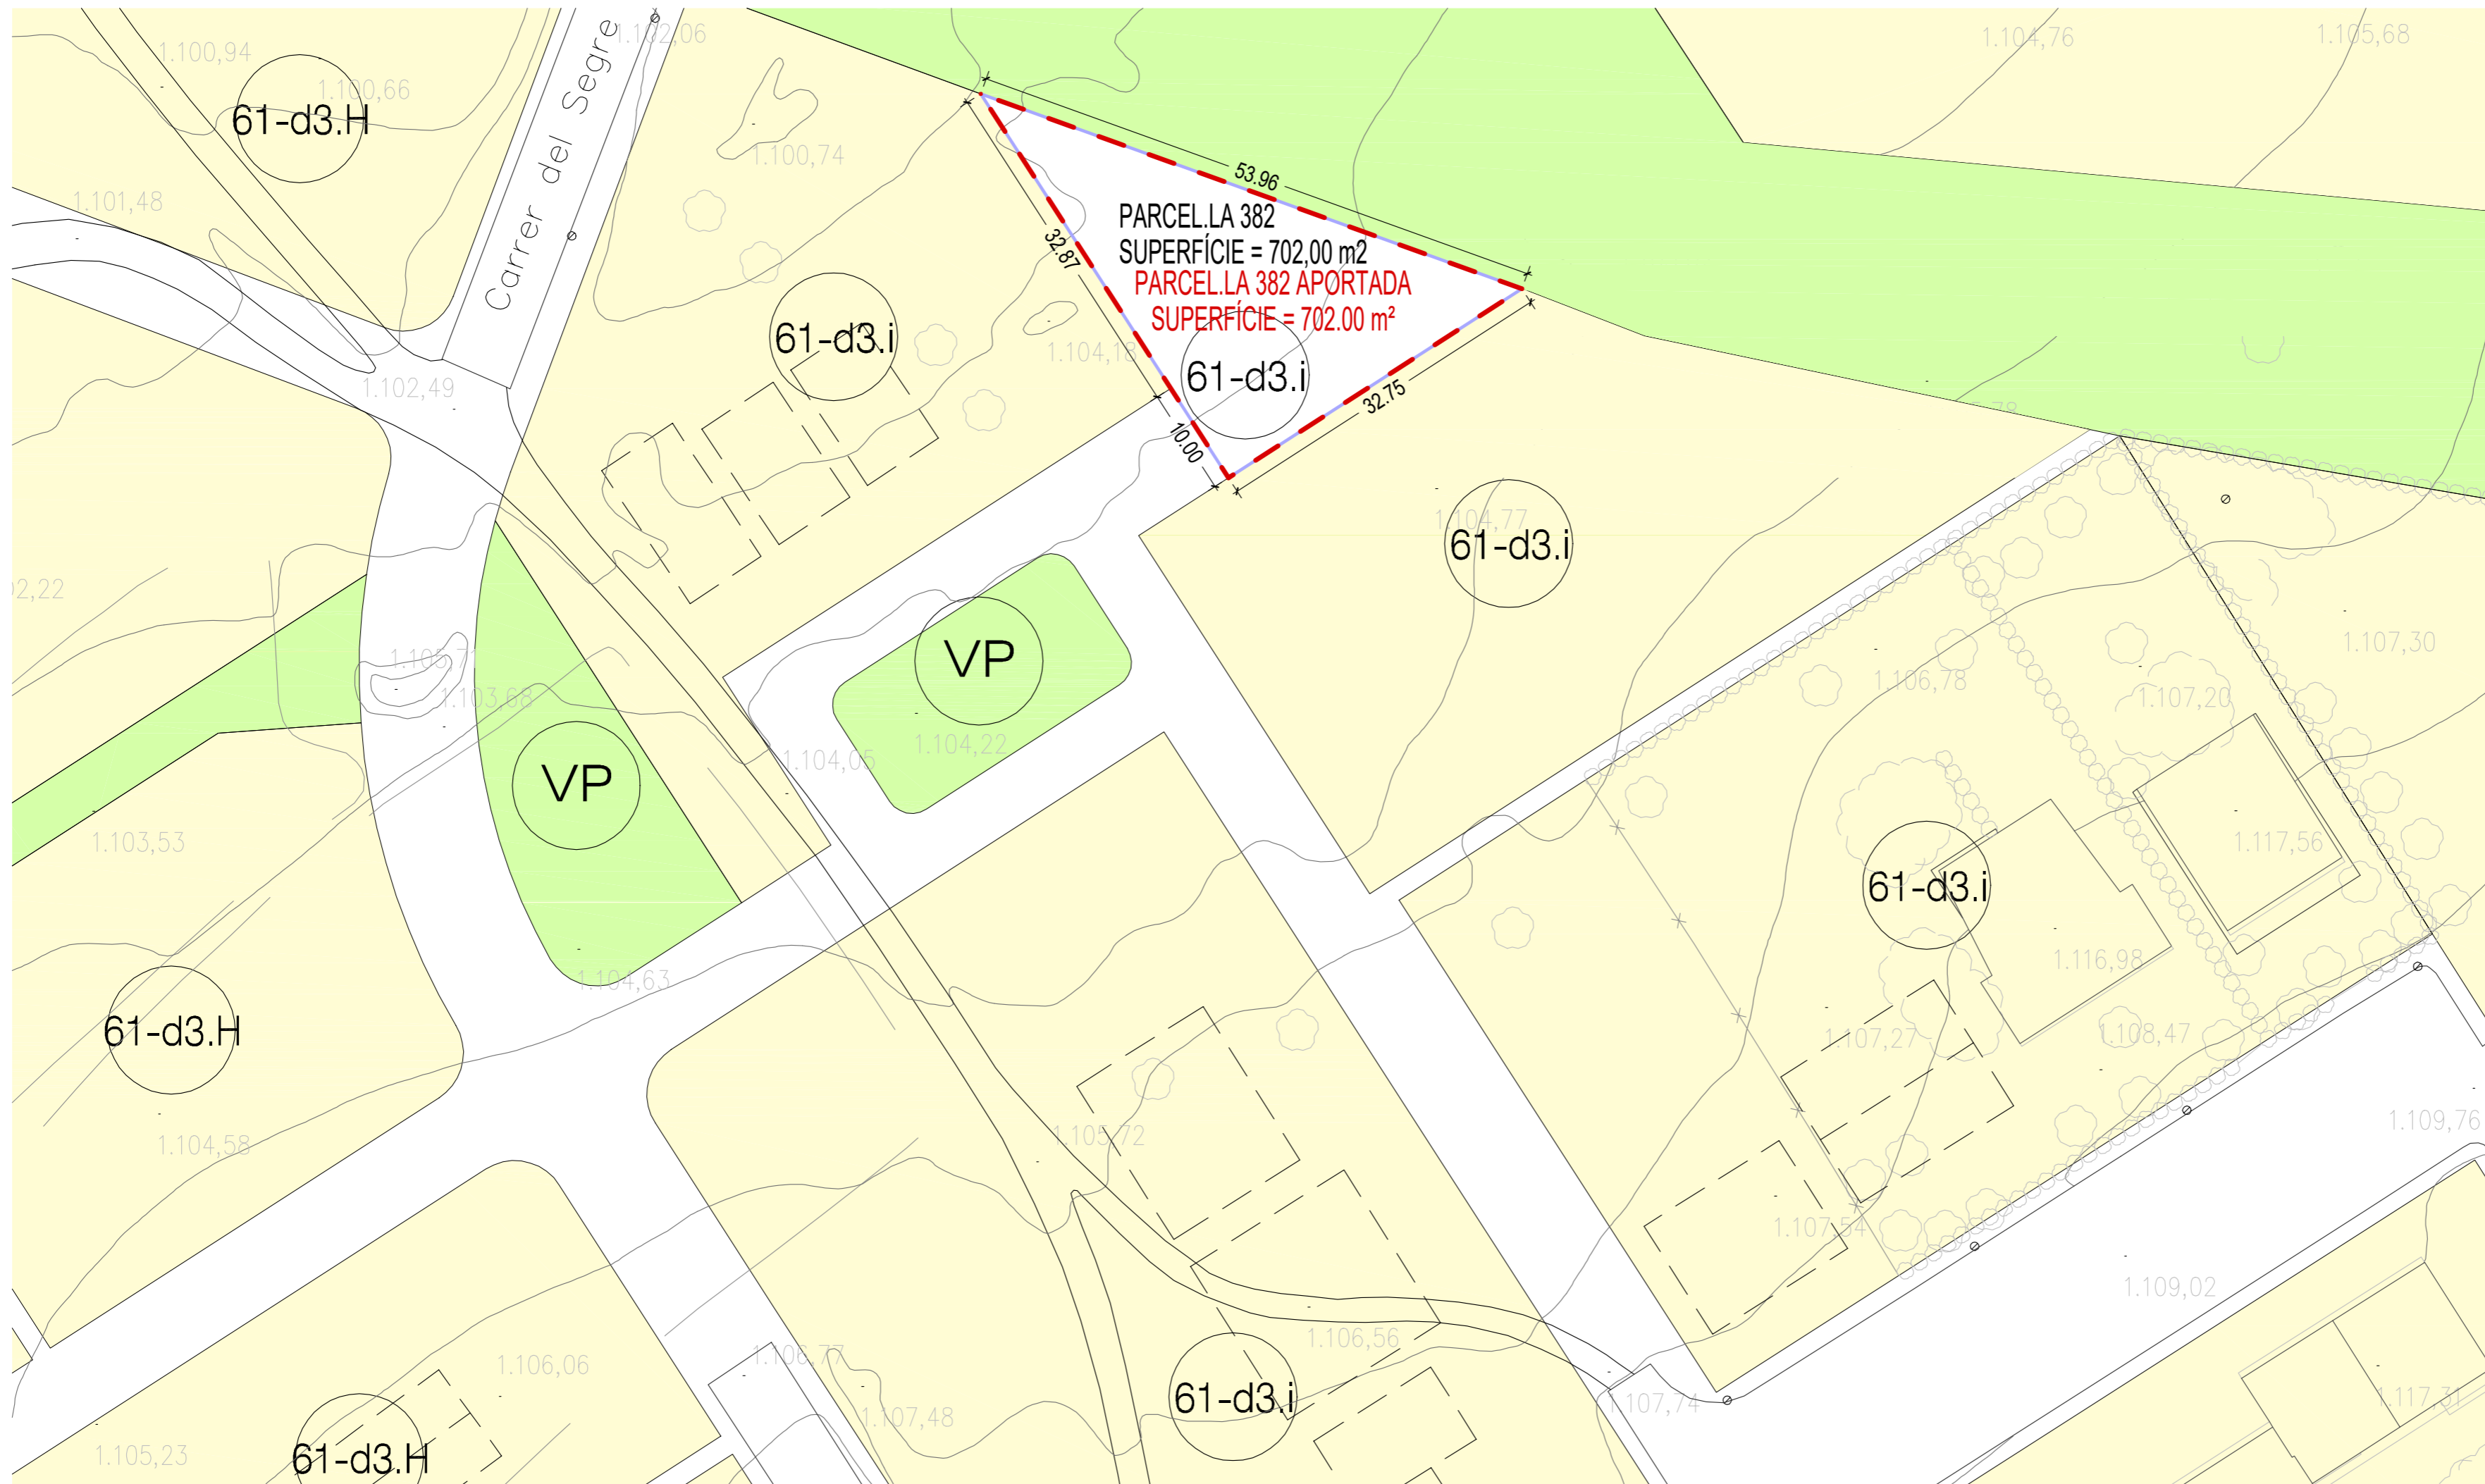 1.100,94
1.102,06
1.104,76
1.105,68
1.100,66
61-d3.H
Carrer del Segre
1.100,74
53.96
1.101,48
PARCEL.LA 382
SUPERFÍCIE = 702,00 m2
32.87
PARCEL.LA 382 APORTADA
SUPERFÍCIE = 702.00 m²
61-d3.i
1.104,18
61-d3.i
1.102,49
32.75
10.00
1.104,77
61-d3.i
VP
1.107,30
1.103,68
1.106,78
1.107,20
1.104,22
1.104,05
VP
1.103,53
1.117,56
61-d3.i
1.116,98
1.104,63
61-d3.H
1.107,27
1.108,47
1.104,58
1.105,72
1.109,76
1.107,54
1.109,02
1.106,56
1.106,77
1.106,06
61-d3.i
1.107,48
1.107,74
1.117,31
1.105,23
61-d3.H